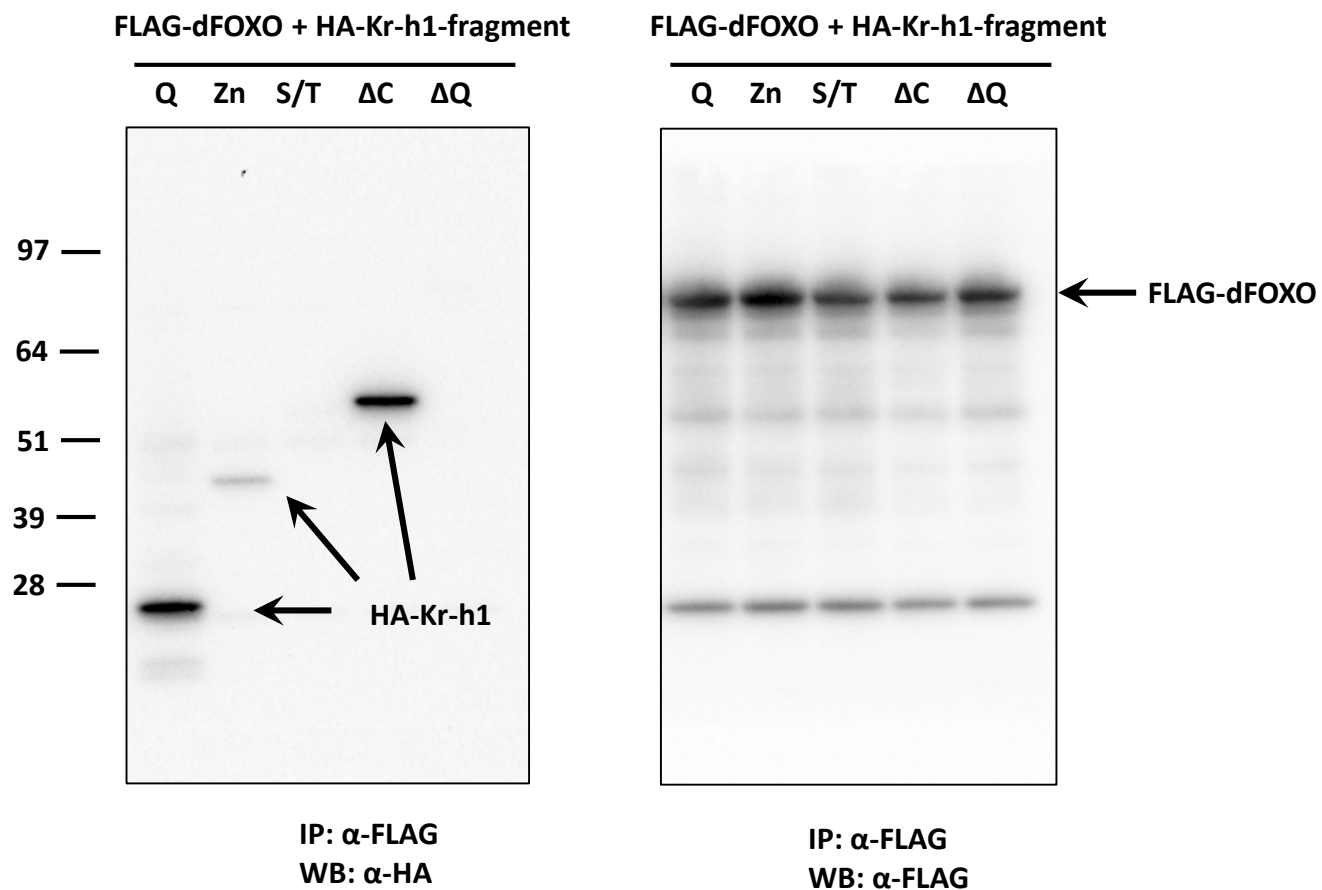 FLAG-dFOXO + HA-Kr-h1-fragment
Q Zn S/T ΔC ΔQ
97
64
51
39
28
HA-Kr-h1
IP: α-FLAG
WB: α-HA
FLAG-dFOXO + HA-Kr-h1-fragment
Q Zn S/T ΔC ΔQ
FLAG-dFOXO
IP: α-FLAG
WB: α-FLAG